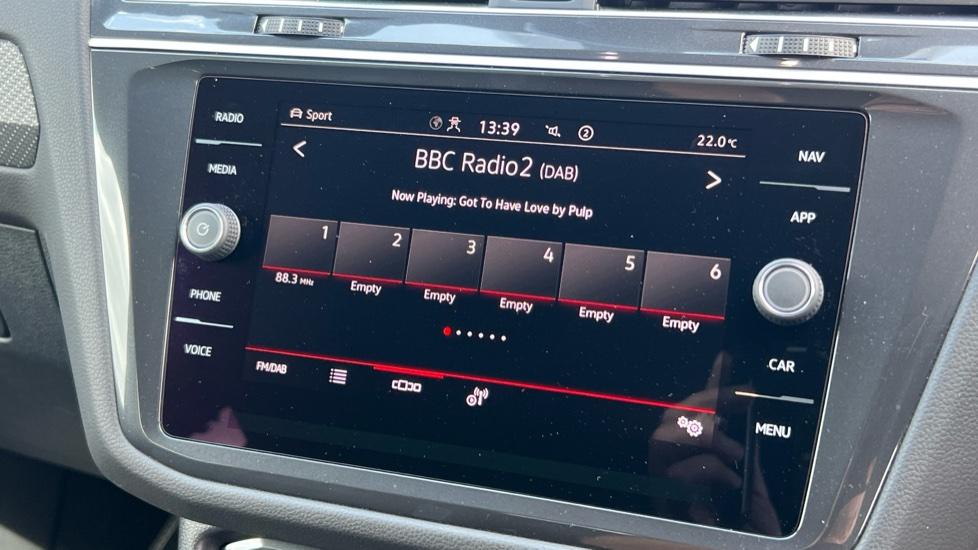 RADIO
MEDIA
PHONE
VOICE
Sport
13:39
2
22.0°C
BBC Radio2 (DAB)
Now Playing: Got To Have Love by Pulp
1 2 3 4 5 6
88.3 MHz Empty Empty Empty Empty Empty
FM/DAB
NAV
APP
CAR
MENU